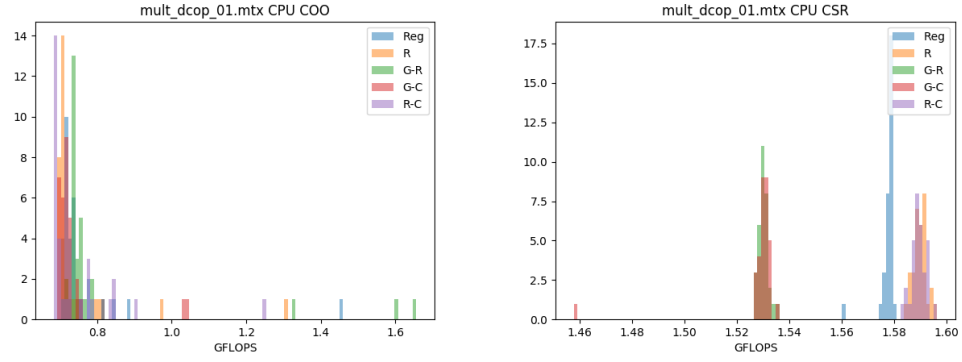 mult_dcop_01.mtx CPU COO
14
12
10
8
6
4
2
0
0.8
1.0
1.2
1.4
1.6
GFLOPS
Reg
R
G-R
G-C
R-C
mult_dcop_01.mtx CPU CSR
17.5
15.0
12.5
10.0
7.5
5.0
2.5
0.0
1.46
1.48
1.50
1.52
1.54
1.56
1.58
1.60
GFLOPS
Reg
R
G-R
G-C
R-C